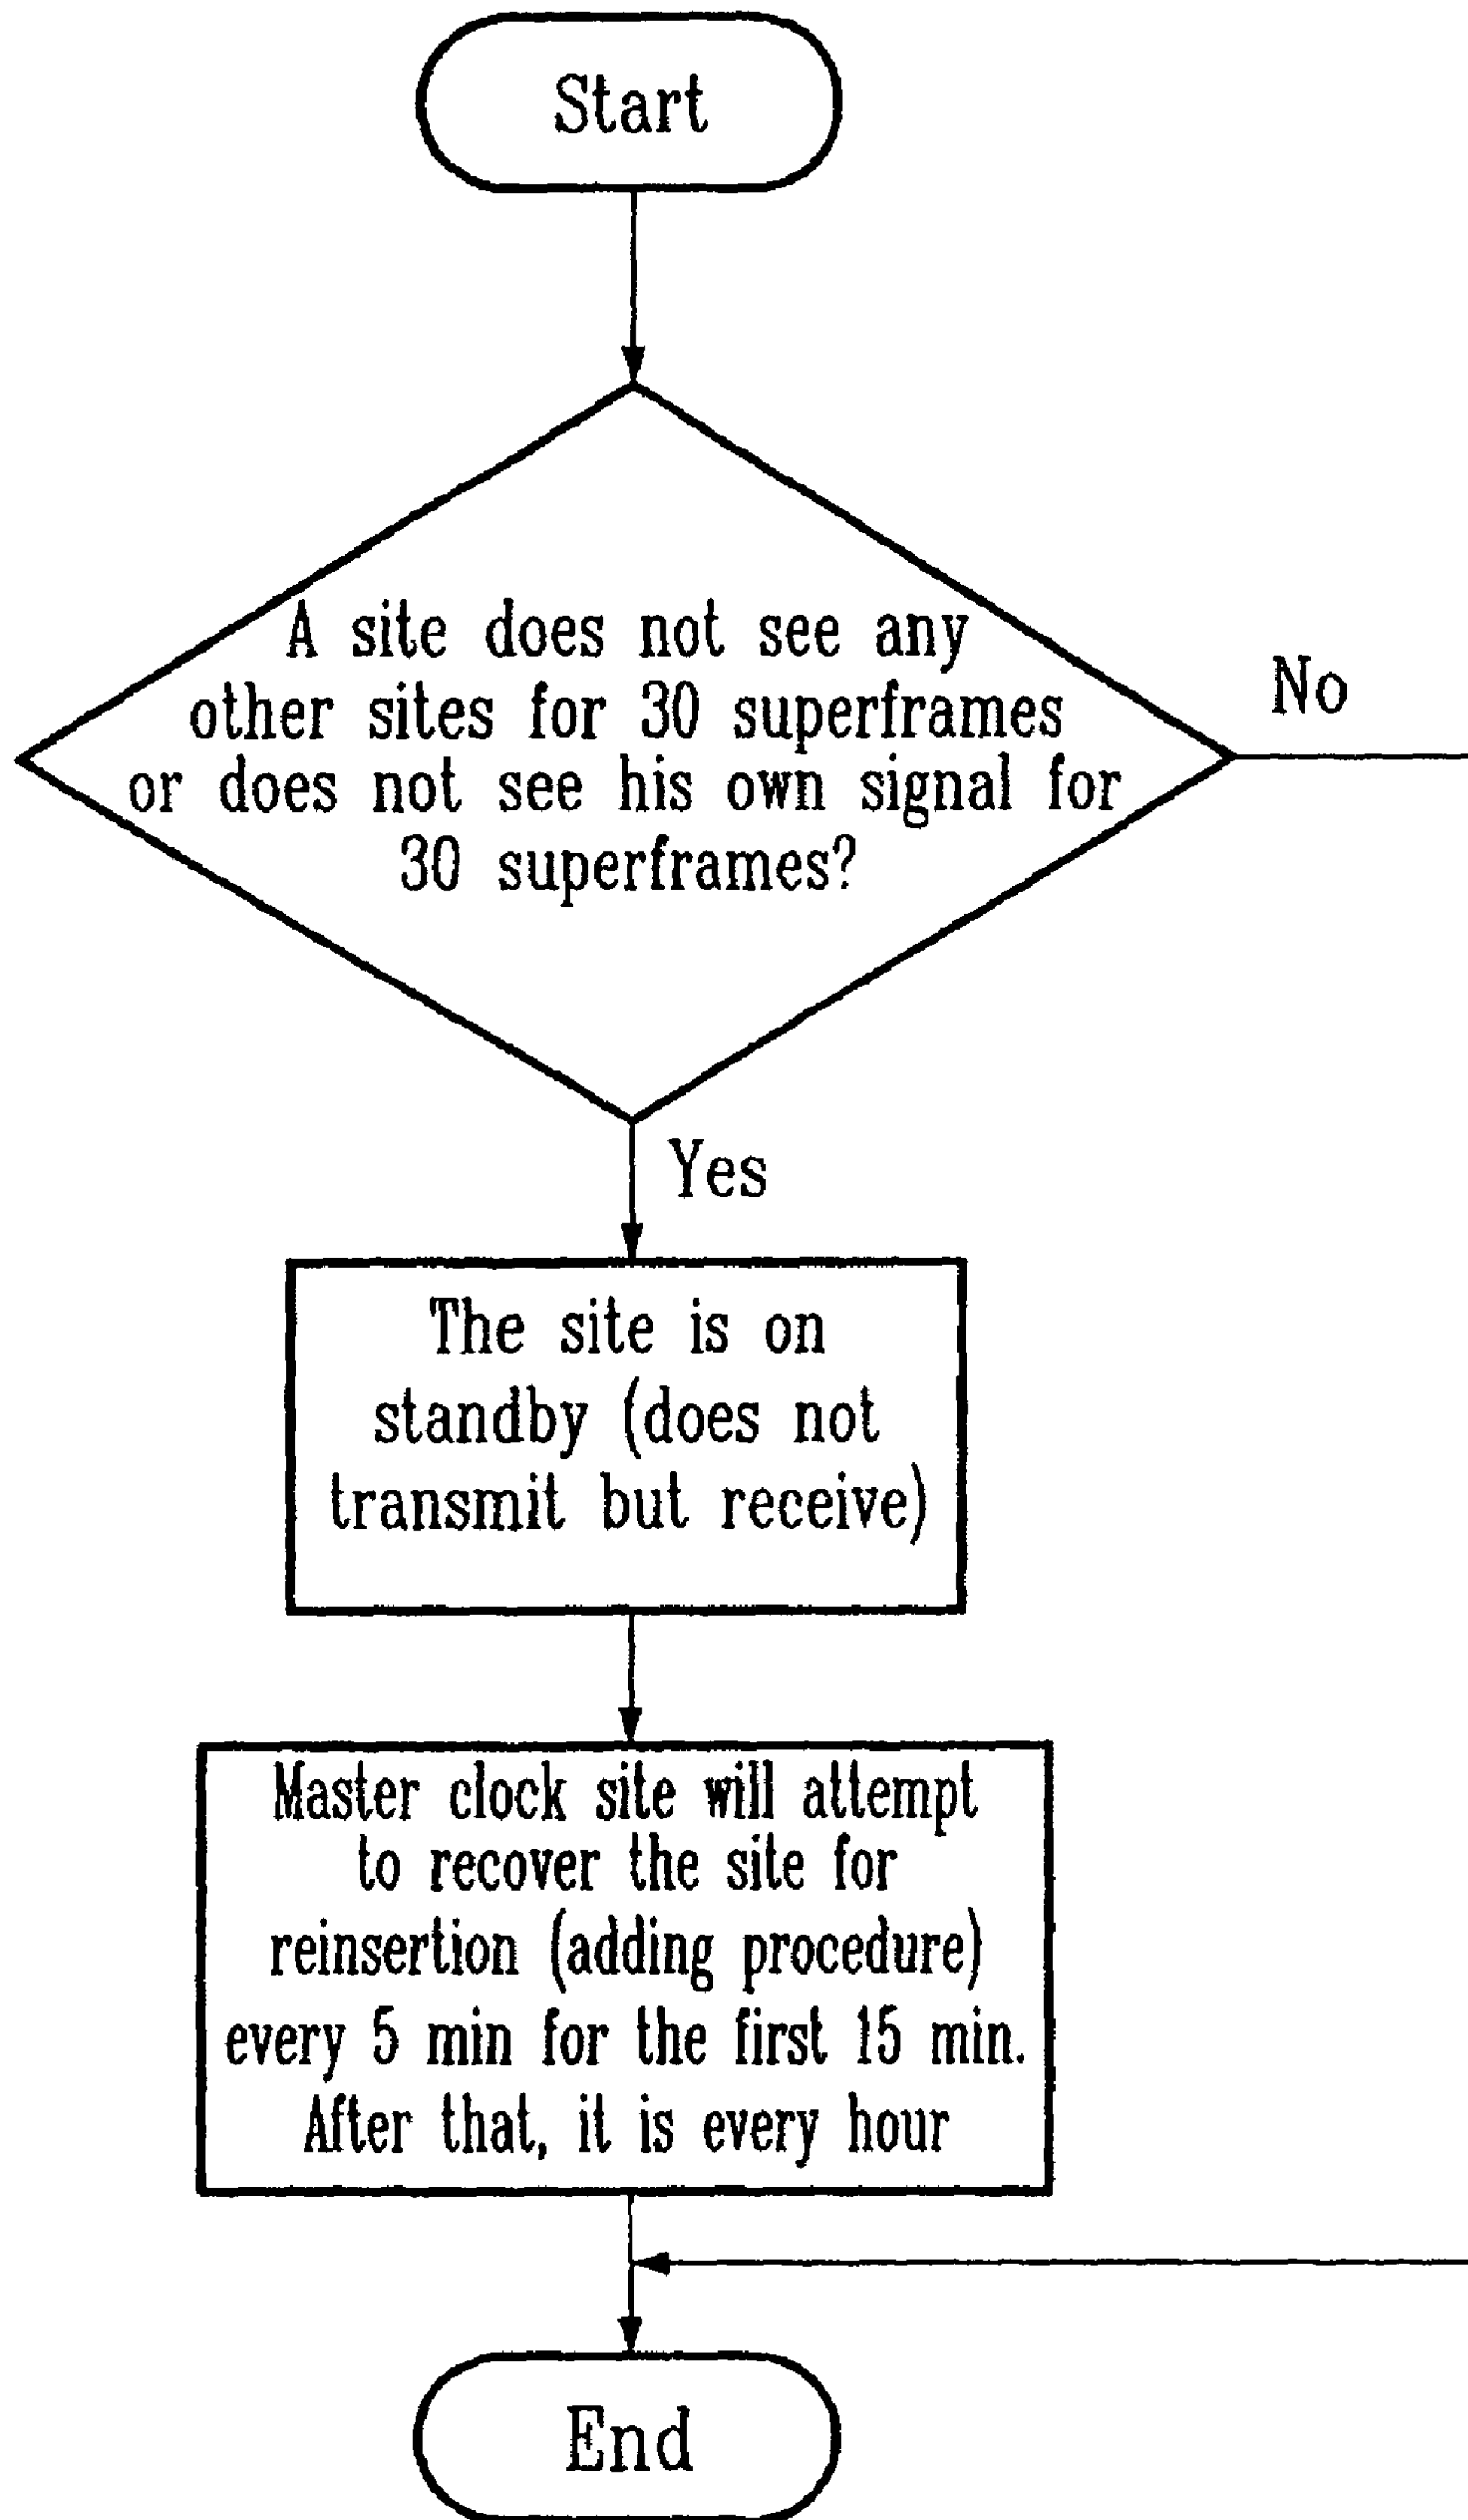 Start
A site does not see any
other sites for 30 superframes
or does not see his own signal for
30 superframes?
No
Yes
The site is on
standby (does not
transmit but receive)
Master clock site will attempt
to recover the site for
reinsertion (adding procedure)
every 5 min for the first 15 min.
After that, it is every hour
End